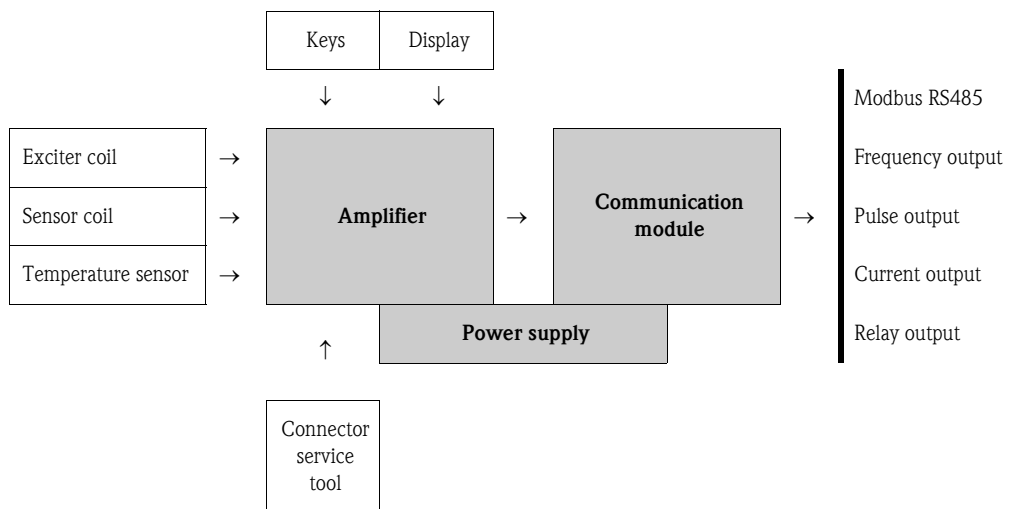 Keys
Display
↓
↓
Modbus RS485
Exciter coil
→
Frequency output
Sensor coil
→
Amplifier
→
Communication
module
→
Pulse output
Temperature sensor
→
Current output
Power supply
Relay output
↑
Connector
service
tool